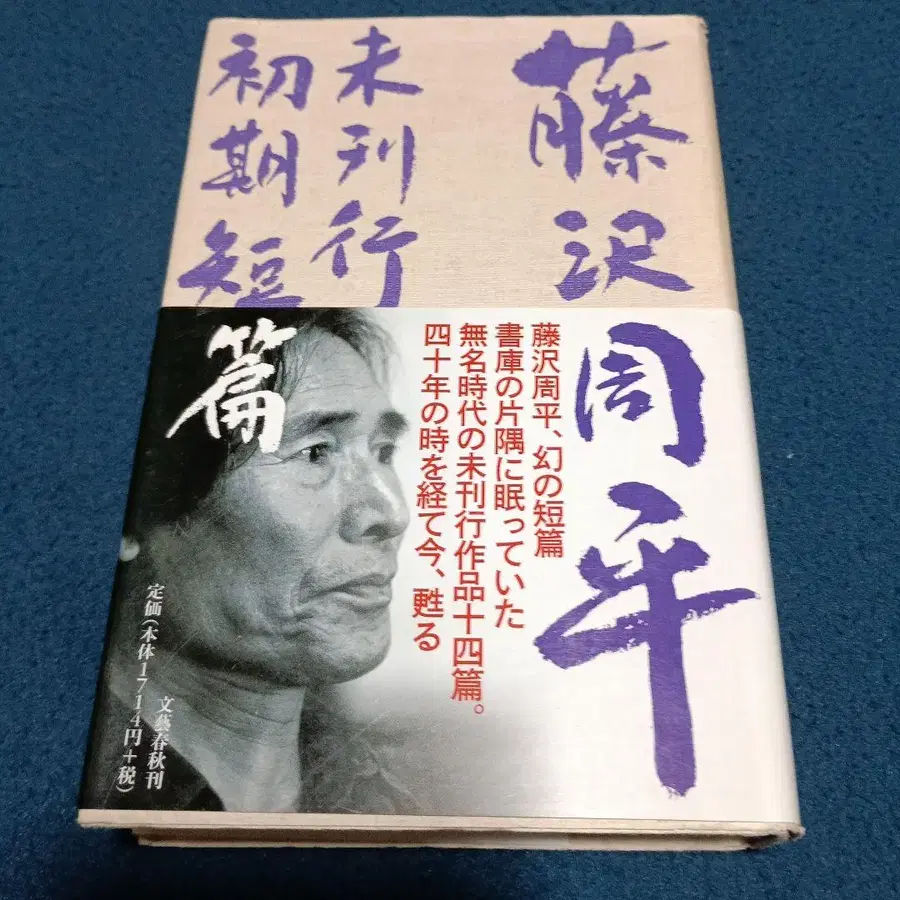 藤沢周平
未刊行
初期短篇
藤沢周平、幻の短篇
書庫の片隅に眠っていた
無名時代の未刊行作品十四篇。
四十年の時を経て今、甦る
文藝春秋刊
定価(本体1714円+税)